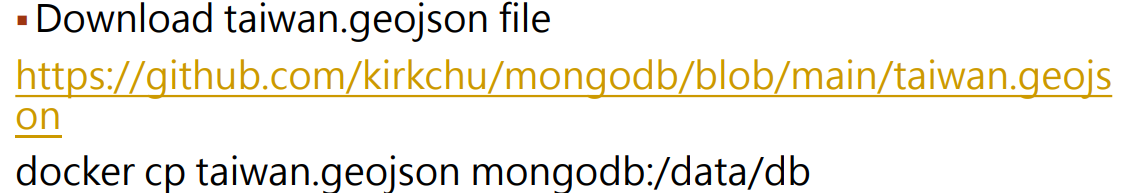 ▪Download taiwan.geojson file
https://github.com/kirkchu/mongodb/blob/main/taiwan.geojs
on
docker cp taiwan.geojson mongodb:/data/db